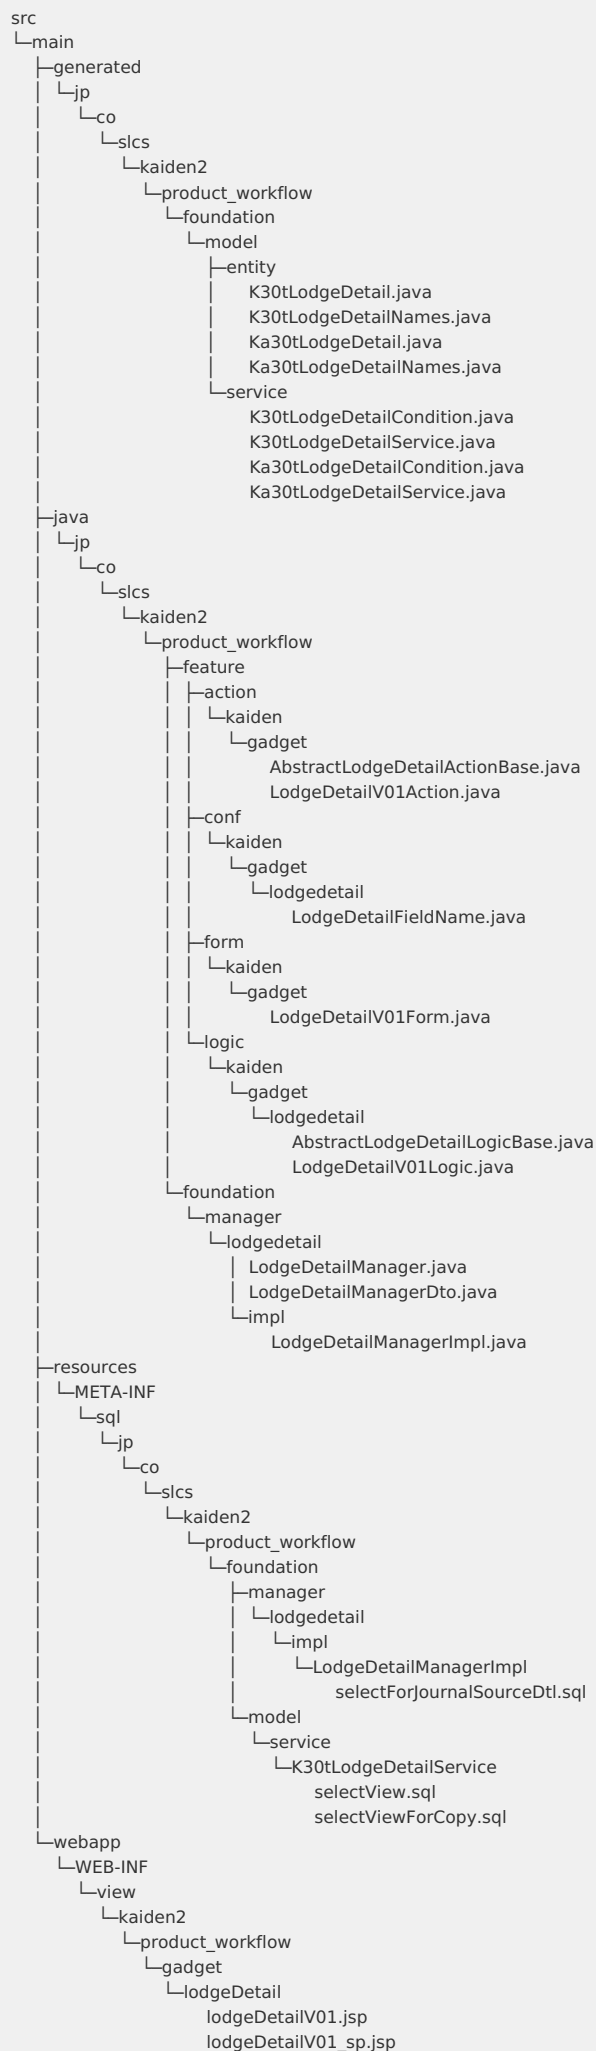 src
└─main
├─generated
│ └─jp
│ └─co
│ └─slcs
│ └─kaiden2
│ └─product_workflow
│ └─foundation
│ └─model
│ ├─entity
│ │ K30tLodgeDetail.java
│ │ K30tLodgeDetailNames.java
│ │ Ka30tLodgeDetail.java
│ │ Ka30tLodgeDetailNames.java
│ └─service
│ K30tLodgeDetailCondition.java
│ K30tLodgeDetailService.java
│ Ka30tLodgeDetailCondition.java
│ Ka30tLodgeDetailService.java
├─java
│ └─jp
│ └─co
│ └─slcs
│ └─kaiden2
│ └─product_workflow
│ ├─feature
│ │ ├─action
│ │ │ └─kaiden
│ │ │ └─gadget
│ │ │ AbstractLodgeDetailActionBase.java
│ │ │ LodgeDetailV01Action.java
│ │ ├─conf
│ │ │ └─kaiden
│ │ │ └─gadget
│ │ │ └─lodgedetail
│ │ │ LodgeDetailFieldName.java
│ │ ├─form
│ │ │ └─kaiden
│ │ │ └─gadget
│ │ │ LodgeDetailV01Form.java
│ │ └─logic
│ │ └─kaiden
│ │ └─gadget
│ │ └─lodgedetail
│ │ AbstractLodgeDetailLogicBase.java
│ │ LodgeDetailV01Logic.java
│ └─foundation
│ └─manager
│ └─lodgedetail
│ │ LodgeDetailManager.java
│ │ LodgeDetailManagerDto.java
│ └─impl
│ LodgeDetailManagerImpl.java
├─resources
│ └─META-INF
│ └─sql
│ └─jp
│ └─co
│ └─slcs
│ └─kaiden2
│ └─product_workflow
│ └─foundation
│ ├─manager
│ │ └─lodgedetail
│ │ └─impl
│ │ └─LodgeDetailManagerImpl
│ │ selectForJournalSourceDtl.sql
│ └─model
│ └─service
│ └─K30tLodgeDetailService
│ selectView.sql
│ selectViewForCopy.sql
└─webapp
└─WEB-INF
└─view
└─kaiden2
└─product_workflow
└─gadget
└─lodgeDetail
lodgeDetailV01.jsp
lodgeDetailV01_sp.jsp